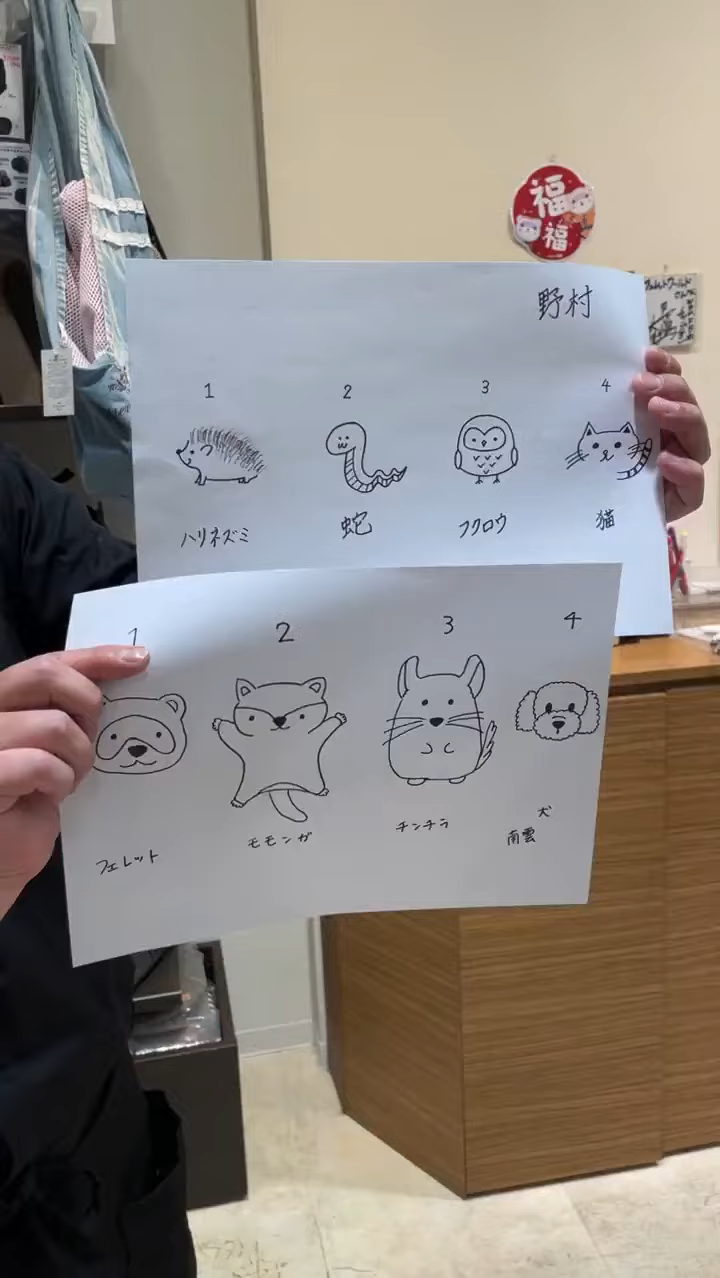 福
福
野村
1 2 3 4
ハリネズミ 蛇 フクロウ 猫
1 2 3 4
フェレット モモンガ チンチラ 犬
南雲